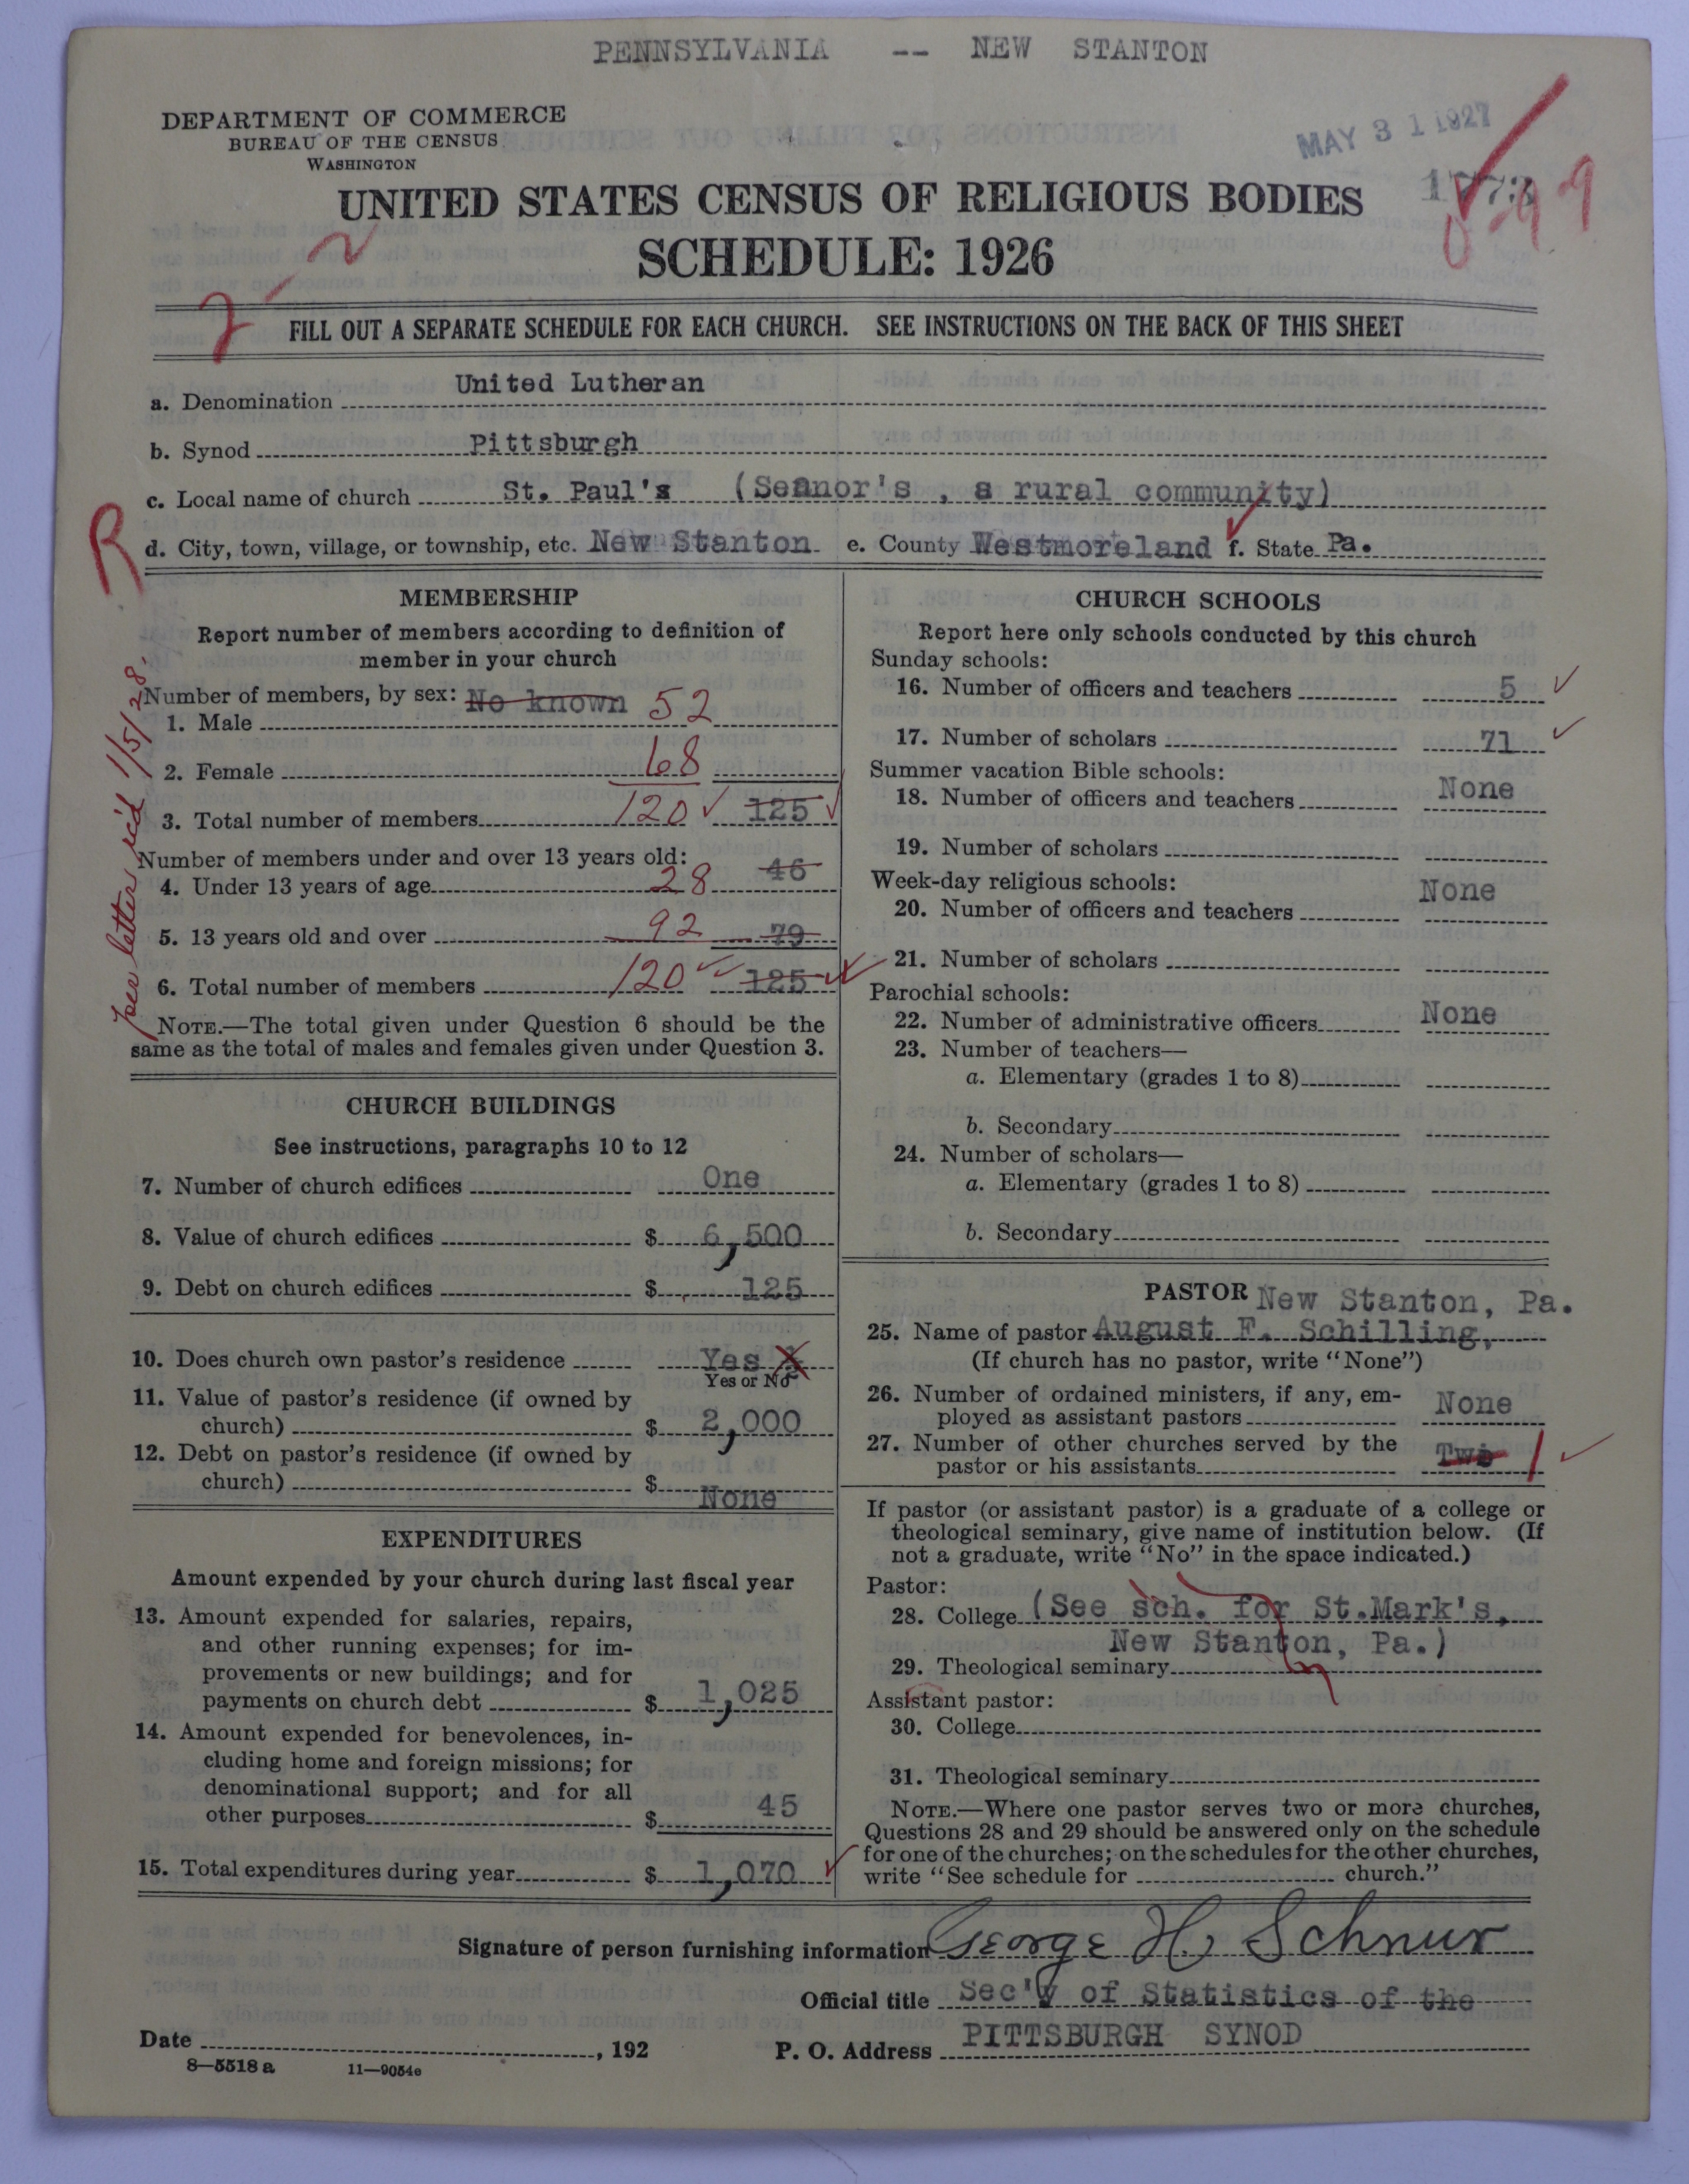 PENNSYLVANIA -- NEW STANTON
DEPARTMENT OF COMMERCE
BUREAU OF THE CENSUS
WASHINGTON
MAY 31 1927
UNITED STATES CENSUS OF RELIGIOUS BODIES
SCHEDULE: 1926
FILL OUT A SEPARATE SCHEDULE FOR EACH CHURCH. SEE INSTRUCTIONS ON THE BACK OF THIS SHEET
a. Denomination United Lutheran
b. Synod Pittsburgh
c. Local name of church St. Paul's (Seanor's , a rural community)
R
d. City, town, village, or township, etc. New Stanton e. County Westmoreland f. State Pa.
MEMBERSHIP
Report number of members according to definition of
member in your church
Number of members, by sex: No known 52
1. Male
2. Female 68
3. Total number of members 120 125
Number of members under and over 13 years old:
4. Under 13 years of age 28 46
5. 13 years old and over 92 79
6. Total number of members 120 125
NOTE.—The total given under Question 6 should be the
same as the total of males and females given under Question 3.
per letter rec'd 1/5/28.
CHURCH BUILDINGS
See instructions, paragraphs 10 to 12
7. Number of church edifices One
8. Value of church edifices $ 6,500
9. Debt on church edifices $ 125
10. Does church own pastor's residence Yes
Yes or No
11. Value of pastor's residence (if owned by
church) $ 2,000
12. Debt on pastor's residence (if owned by
church) $ None
EXPENDITURES
Amount expended by your church during last fiscal year
13. Amount expended for salaries, repairs,
and other running expenses; for im-
provements or new buildings; and for
payments on church debt $ 1,025
14. Amount expended for benevolences, in-
cluding home and foreign missions; for
denominational support; and for all
other purposes $ 45
15. Total expenditures during year $ 1,070
CHURCH SCHOOLS
Report here only schools conducted by this church
Sunday schools:
16. Number of officers and teachers 5
17. Number of scholars 71
Summer vacation Bible schools:
18. Number of officers and teachers None
19. Number of scholars
Week-day religious schools:
20. Number of officers and teachers None
21. Number of scholars
Parochial schools:
22. Number of administrative officers None
23. Number of teachers—
a. Elementary (grades 1 to 8)
b. Secondary
24. Number of scholars—
a. Elementary (grades 1 to 8)
b. Secondary
PASTOR New Stanton, Pa.
25. Name of pastor August F. Schilling,
(If church has no pastor, write "None")
26. Number of ordained ministers, if any, em-
ployed as assistant pastors None
27. Number of other churches served by the
pastor or his assistants Two 1
If pastor (or assistant pastor) is a graduate of a college or
theological seminary, give name of institution below. (If
not a graduate, write "No" in the space indicated.)
Pastor:
28. College (See sch. for St.Mark's,
New Stanton, Pa.)
29. Theological seminary
Assistant pastor:
30. College
31. Theological seminary
NOTE.—Where one pastor serves two or more churches,
Questions 28 and 29 should be answered only on the schedule
for one of the churches; on the schedules for the other churches,
write "See schedule for church."
Signature of person furnishing information George H. Schnur
Official title Sec'y of Statistics of the
Date , 192 P. O. Address PITTSBURGH SYNOD
8—5518 a 11—9054e